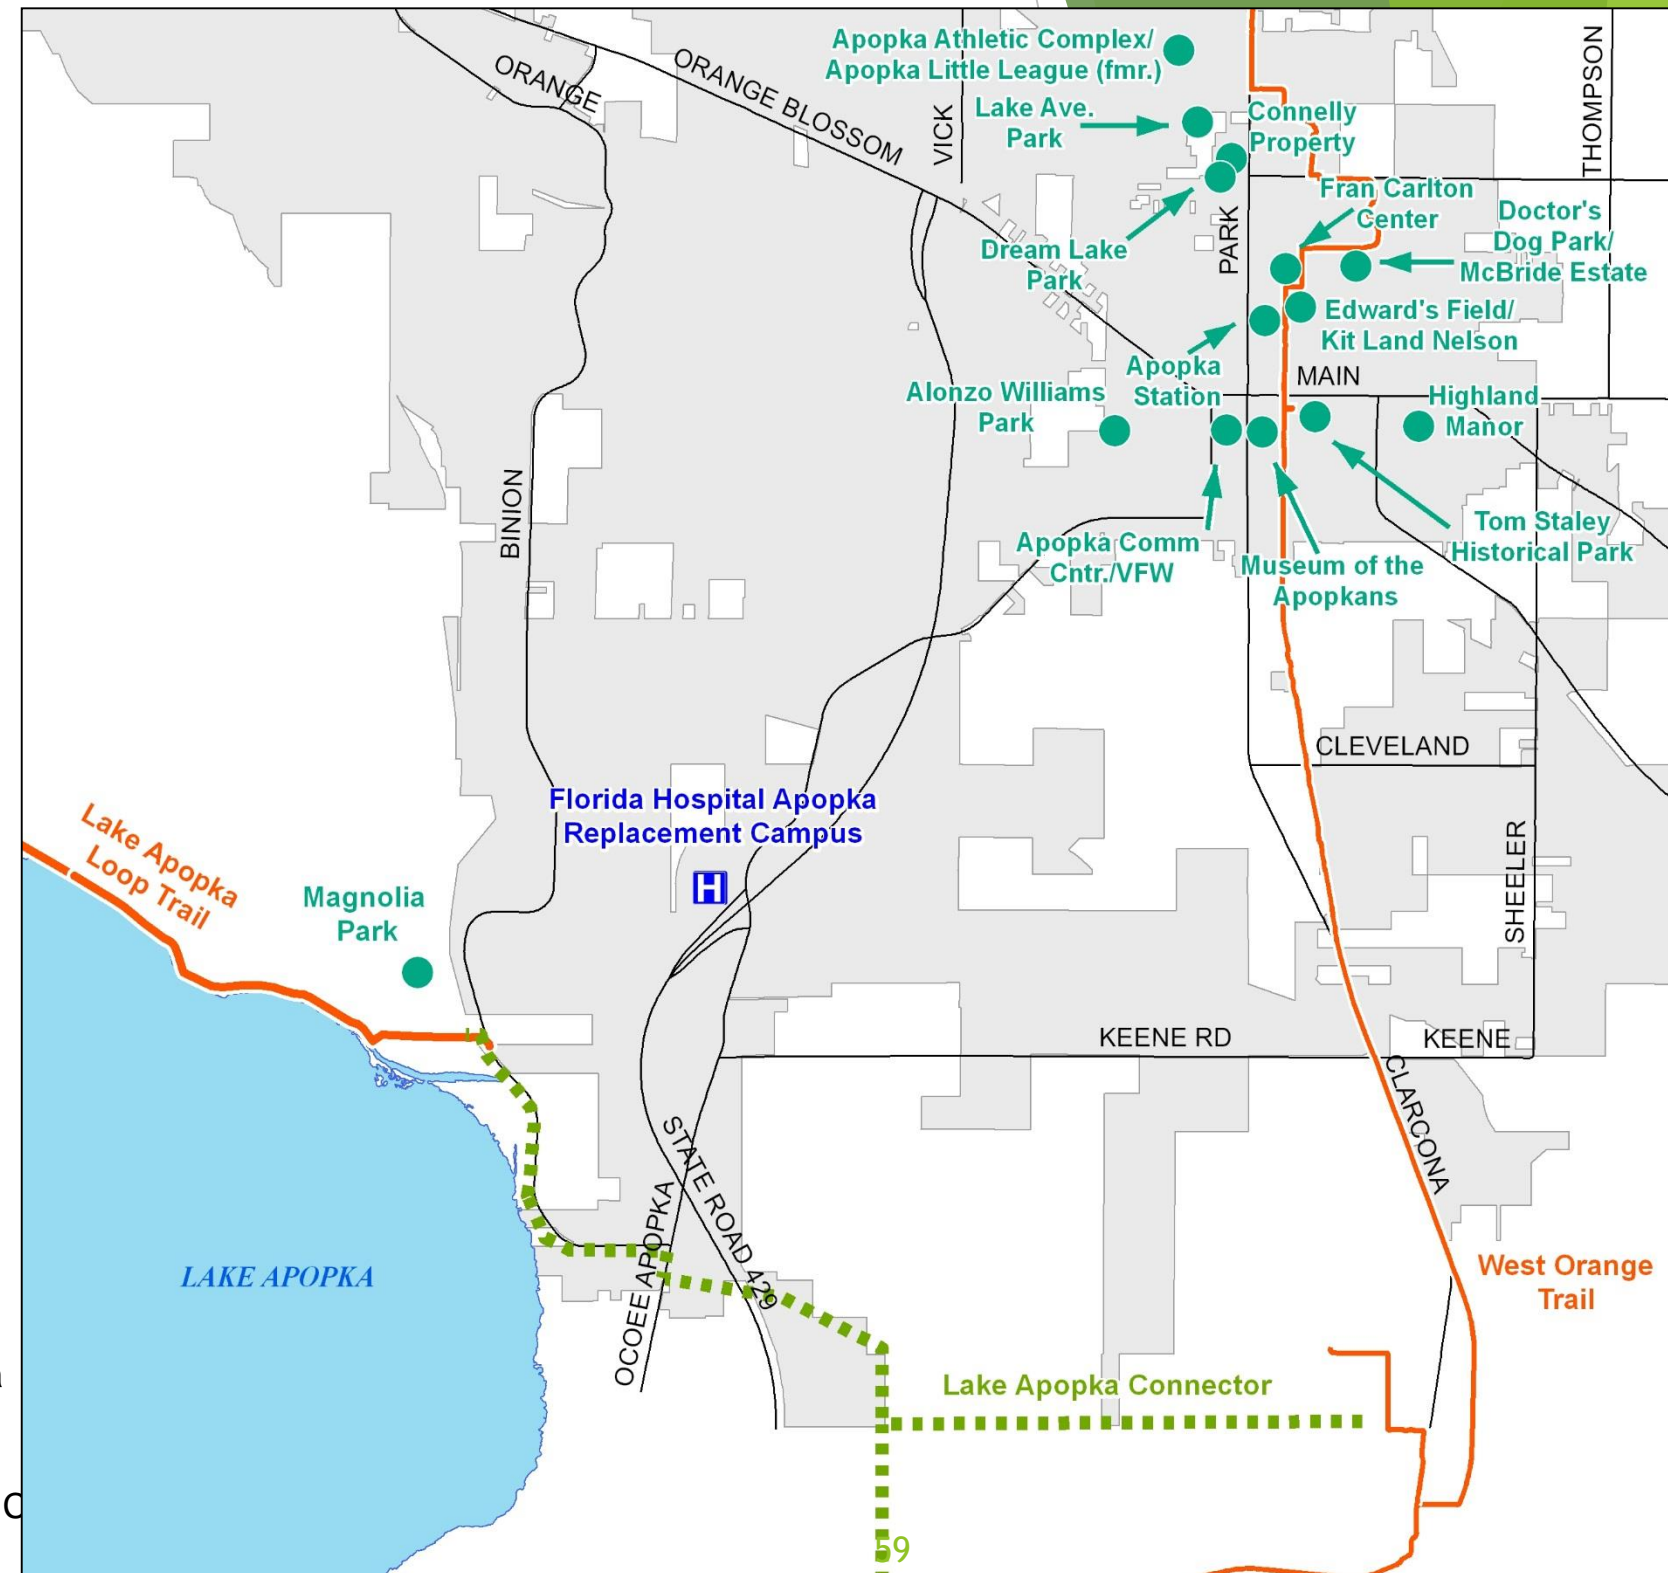 Apopka Athletic Complex/
Apopka Little League (fmr.)
ORANGE
ORANGE BLOSSOM
VICK
THOMPSON
Lake Ave.
Park
Connelly
Property
Fran Carlton
Center
Doctor's
Dog Park/
McBride Estate
Dream Lake
Park
PARK
Edward's Field/
Kit Land Nelson
Apopka
Station
MAIN
Alonzo Williams
Park
Highland
Manor
BINION
Apopka Comm
Cntr./VFW
Museum of the
Apopkans
Tom Staley
Historical Park
CLEVELAND
Florida Hospital Apopka
Replacement Campus
H
SHEELER
Lake Apopka
Loop Trail
Magnolia
Park
KEENE RD
KEENE
CLARCONA
STATE ROAD 429
OCOEE APOPKA
LAKE APOPKA
West Orange
Trail
Lake Apopka Connector
59